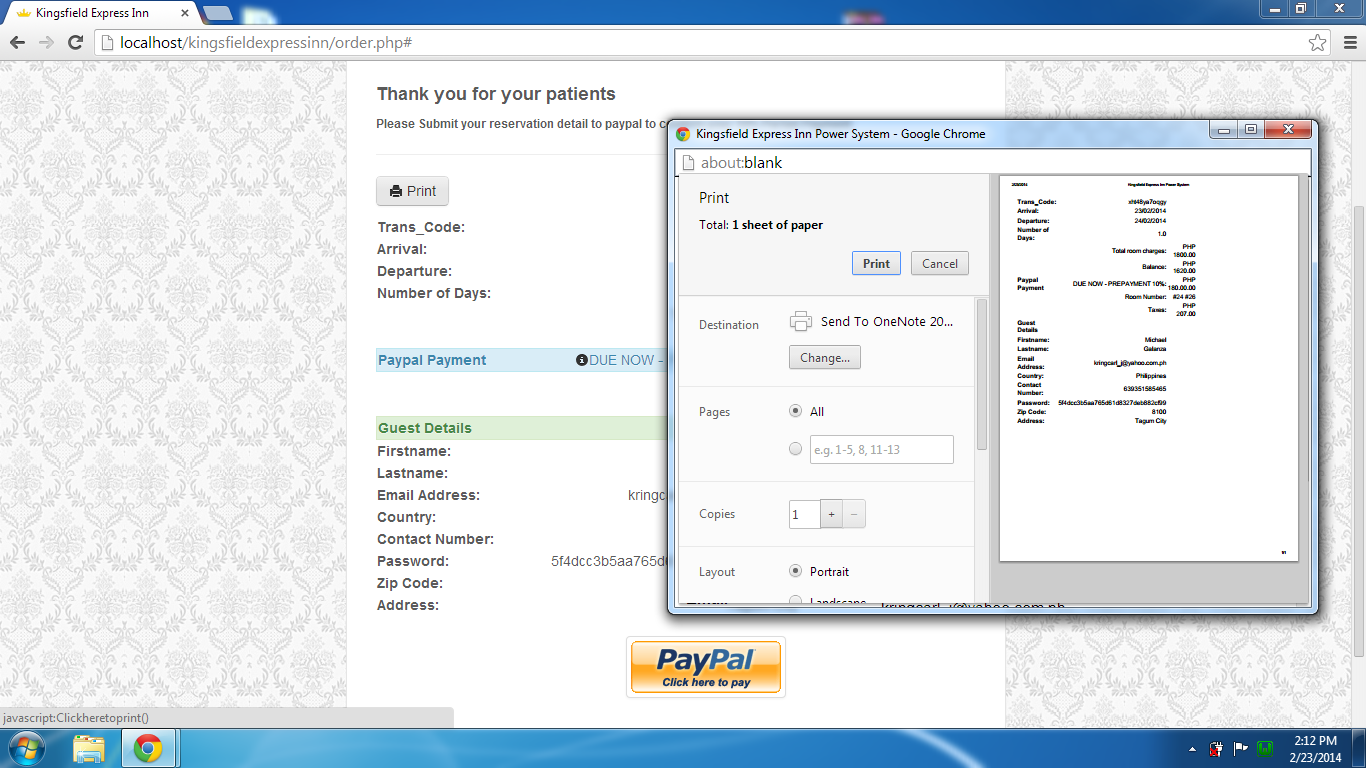 Kingsfield Express Inn
localhost/kingsfieldexpressinn/order.php#
Thank you for your patients
Please Submit your reservation detail to paypal to c
Print
Trans_Code:
Arrival:
Departure:
Number of Days:
Paypal Payment
DUE NOW -
Guest Details
Firstname:
Lastname:
Email Address: kringc
Country:
Contact Number:
Password: 5f4dcc3b5aa765d6
Zip Code:
Address:
PayPal
Click here to pay
javascript:Clickheretoprint()
Kingsfield Express Inn Power System - Google Chrome
about:blank
Print
Total: 1 sheet of paper
Print Cancel
Destination Send To OneNote 20...
Change...
Pages All
e.g. 1-5, 8, 11-13
Copies 1 + −
Layout Portrait
Landscape
kringcarl_j@yahoo.com.ph
2/23/2014 Kingsfield Express Inn Power System
Trans_Code: xht48ya7oqgy
Arrival: 23/02/2014
Departure: 24/02/2014
Number of
Days: 1.0
Total room charges: PHP
1800.00
Balance: PHP
1620.00
Paypal
Payment DUE NOW - PREPAYMENT 10%: PHP
180.00.00
Room Number: #24 #26
Taxes: PHP
207.00
Guest
Details
Firstname: Michael
Lastname: Galanza
Email
Address: kringcarl_j@yahoo.com.ph
Country: Philippines
Contact
Number: 639351585465
Password: 5f4dcc3b5aa765d61d8327deb882cf99
Zip Code: 8100
Address: Tagum City
2:12 PM
2/23/2014